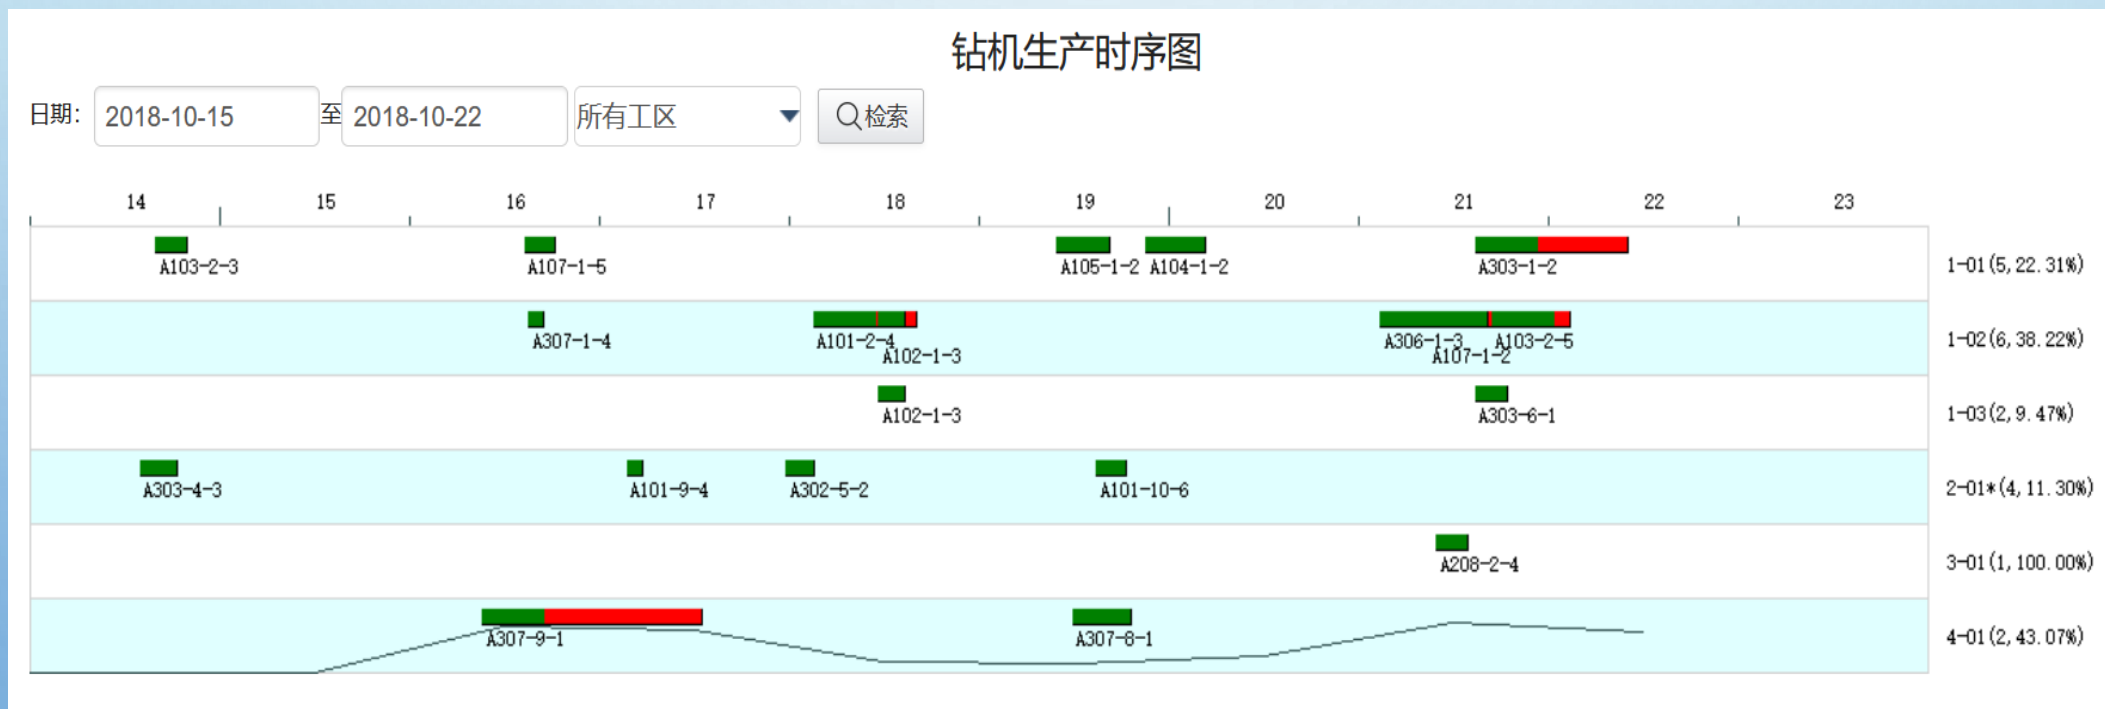 钻机生产时序图
日期: 2018-10-15 至 2018-10-22 所有工区 检索
14 15 16 17 18 19 20 21 22 23
A103-2-3 A107-1-5 A105-1-2 A104-1-2 A303-1-2 1-01(5,22.31%)
A307-1-4 A101-2-4 A306-1-3 A103-2-5 1-02(6,38.22%)
A102-1-3 A107-1-2
A102-1-3 A303-6-1 1-03(2,9.47%)
A303-4-3 A101-9-4 A302-5-2 A101-10-6 2-01*(4,11.30%)
A208-2-4 3-01(1,100.00%)
A307-9-1 A307-8-1 4-01(2,43.07%)